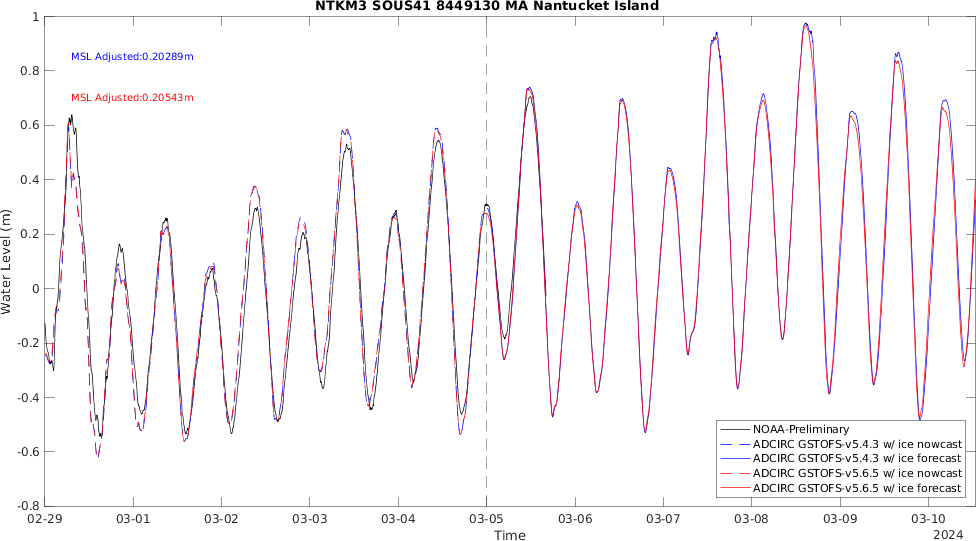 NTKM3 SOUS41 8449130 MA Nantucket Island
MSL Adjusted:0.20289m
MSL Adjusted:0.20543m
Water Level (m)
1
0.8
0.6
0.4
0.2
0
-0.2
-0.4
-0.6
-0.8
02-29 03-01 03-02 03-03 03-04 03-05 03-06 03-07 03-08 03-09 03-10
Time
2024
NOAA-Preliminary
ADCIRC GSTOFS-v5.4.3 w/ ice nowcast
ADCIRC GSTOFS-v5.4.3 w/ ice forecast
ADCIRC GSTOFS-v5.6.5 w/ ice nowcast
ADCIRC GSTOFS-v5.6.5 w/ ice forecast